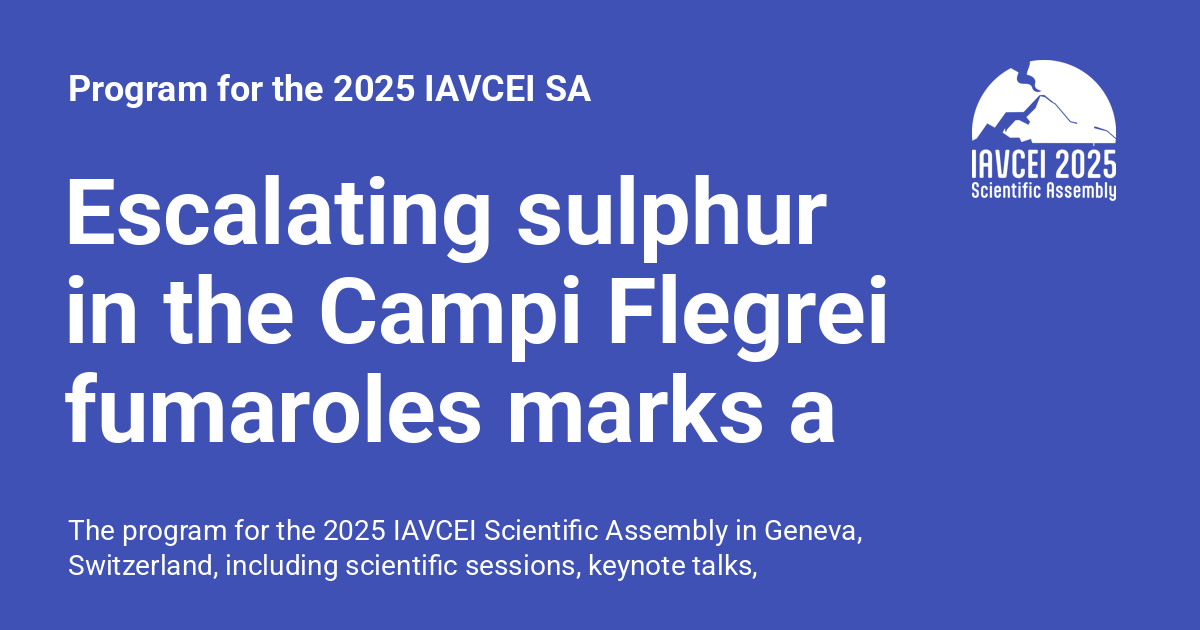 Program for the 2025 IAVCEI SA
IAVCEI 2025
Scientific Assembly
Escalating sulphur
in the Campi Flegrei
fumaroles marks a
The program for the 2025 IAVCEI Scientific Assembly in Geneva,
Switzerland, including scientific sessions, keynote talks,